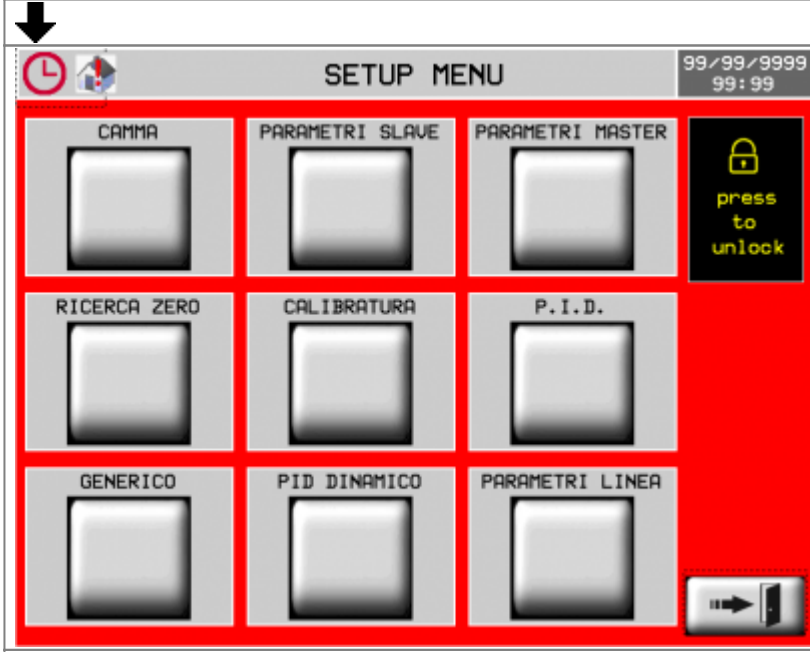 SETUP MENU
99/99/9999
99:99
CAMMA
PARAMETRI SLAVE
PARAMETRI MASTER
press
to
unlock
RICERCA ZERO
CALIBRATURA
P.I.D.
GENERICO
PID DINAMICO
PARAMETRI LINEA